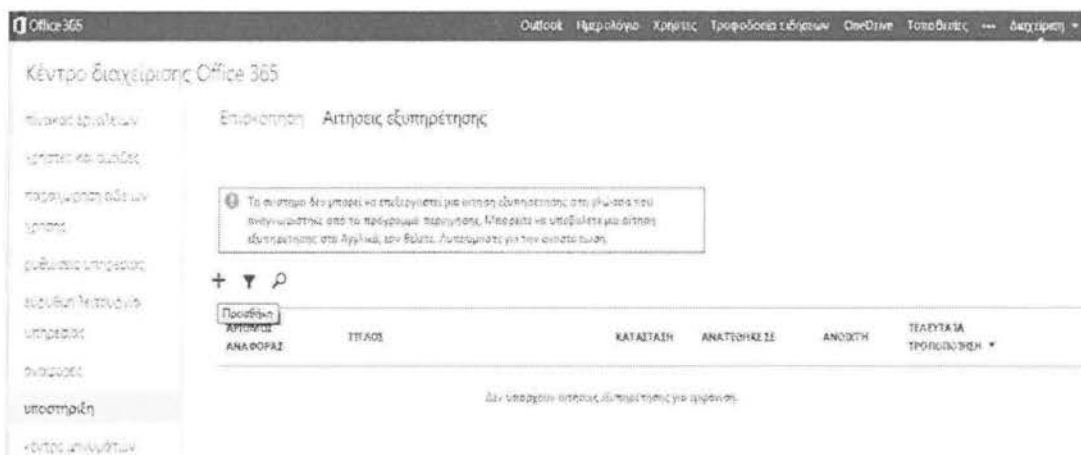 Office 365
Outlook Ημερολόγιο Χρήστες Τροφοδοσία ειδήσεων OneDrive Τοποθεσίες ••• Διαχείριση
Κέντρο διαχείρισης Office 365
πίνακας εργαλείων
χρήστες και ομάδες
παραχώρηση αδειών
χρήσης
ρυθμίσεις υπηρεσίας
εύρυθμη λειτουργία
υπηρεσίας
αναφορές
υποστήριξη
κέντρο μηνυμάτων
Επισκόπηση Αιτήσεις εξυπηρέτησης
Το σύστημα δεν μπορεί να επεξεργαστεί μια αίτηση εξυπηρέτησης στη γλώσσα που
αναγνωρίστηκε από το πρόγραμμα περιήγησης. Μπορείτε να υποβάλετε μια αίτηση
εξυπηρέτησης στα Αγγλικά, εάν θέλετε. Λυπούμαστε για την αναστάτωση.
Προσθήκη
ΑΡΙΘΜΟΣ
ΑΝΑΦΟΡΑΣ
ΤΙΤΛΟΣ
ΚΑΤΑΣΤΑΣΗ
ΑΝΑΤΕΘΗΚΕ ΣΕ
ΑΝΟΙΧΤΗ
ΤΕΛΕΥΤΑΙΑ
ΤΡΟΠΟΠΟΙΗΣΗ
Δεν υπάρχουν αιτήσεις εξυπηρέτησης για εμφάνιση.